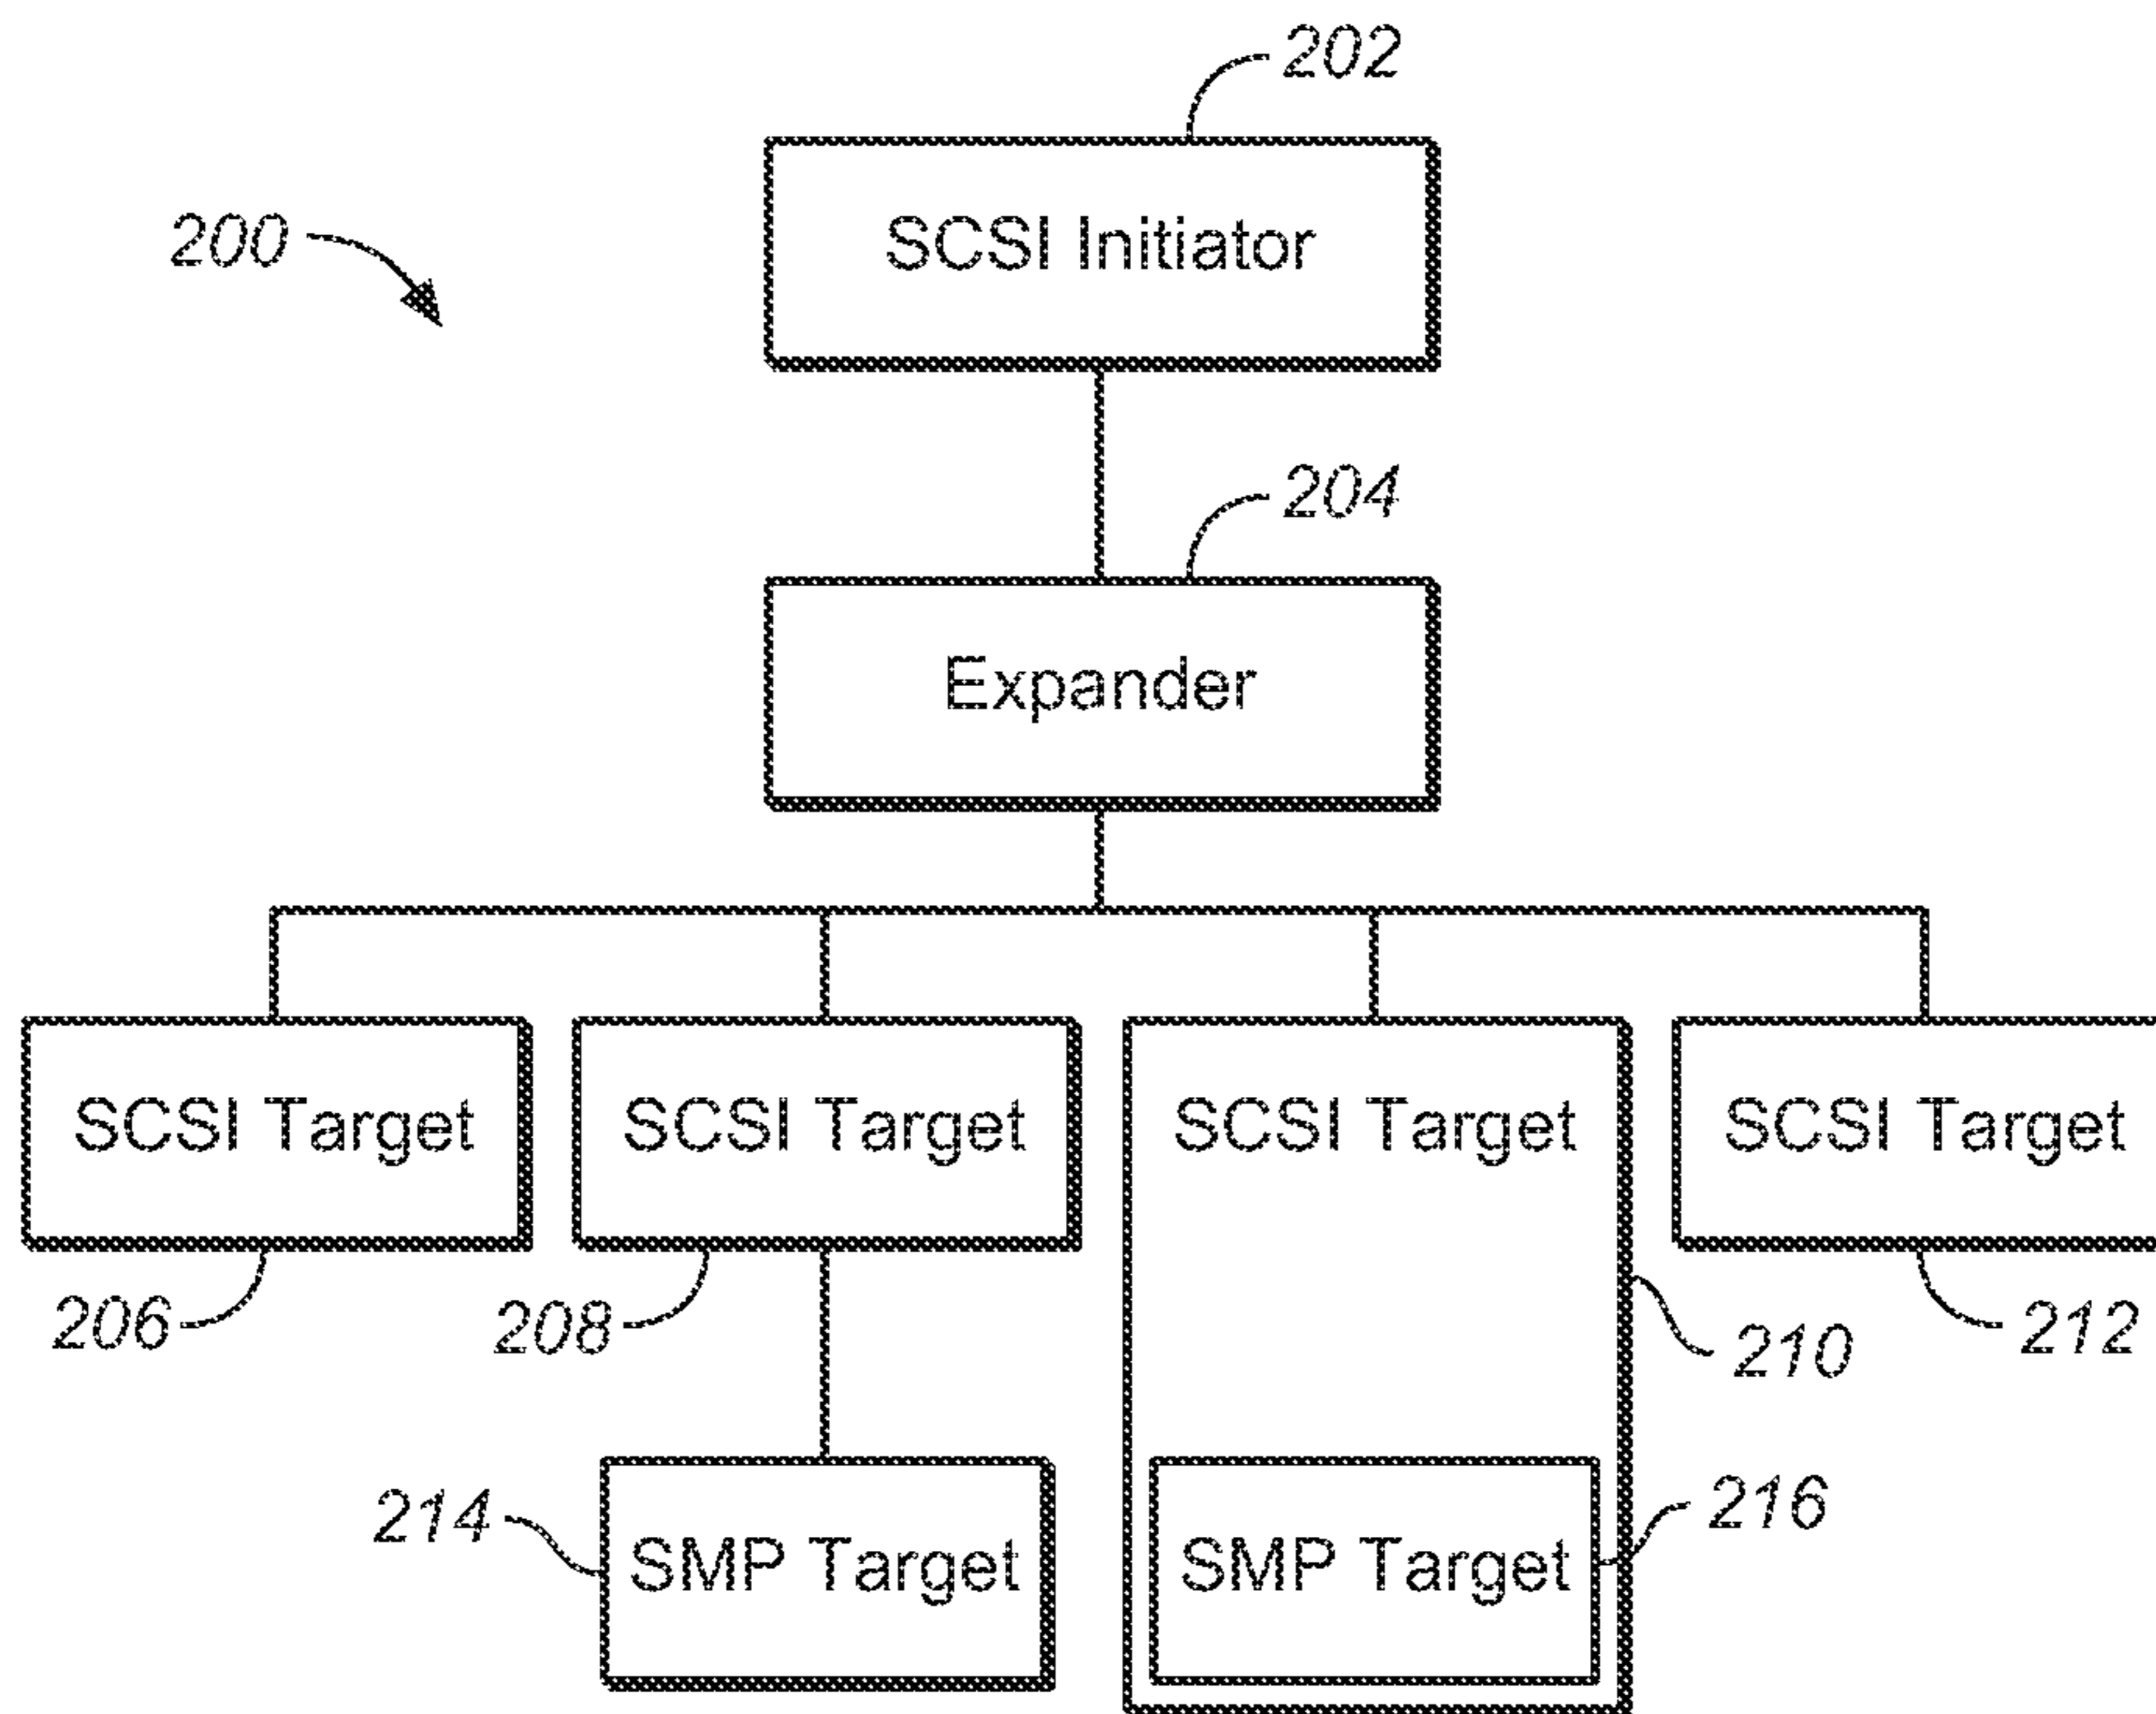 202
200
SCSI Initiator
204
Expander
SCSI Target
SCSI Target
SCSI Target
SCSI Target
206
208
210
212
214
SMP Target
SMP Target
216